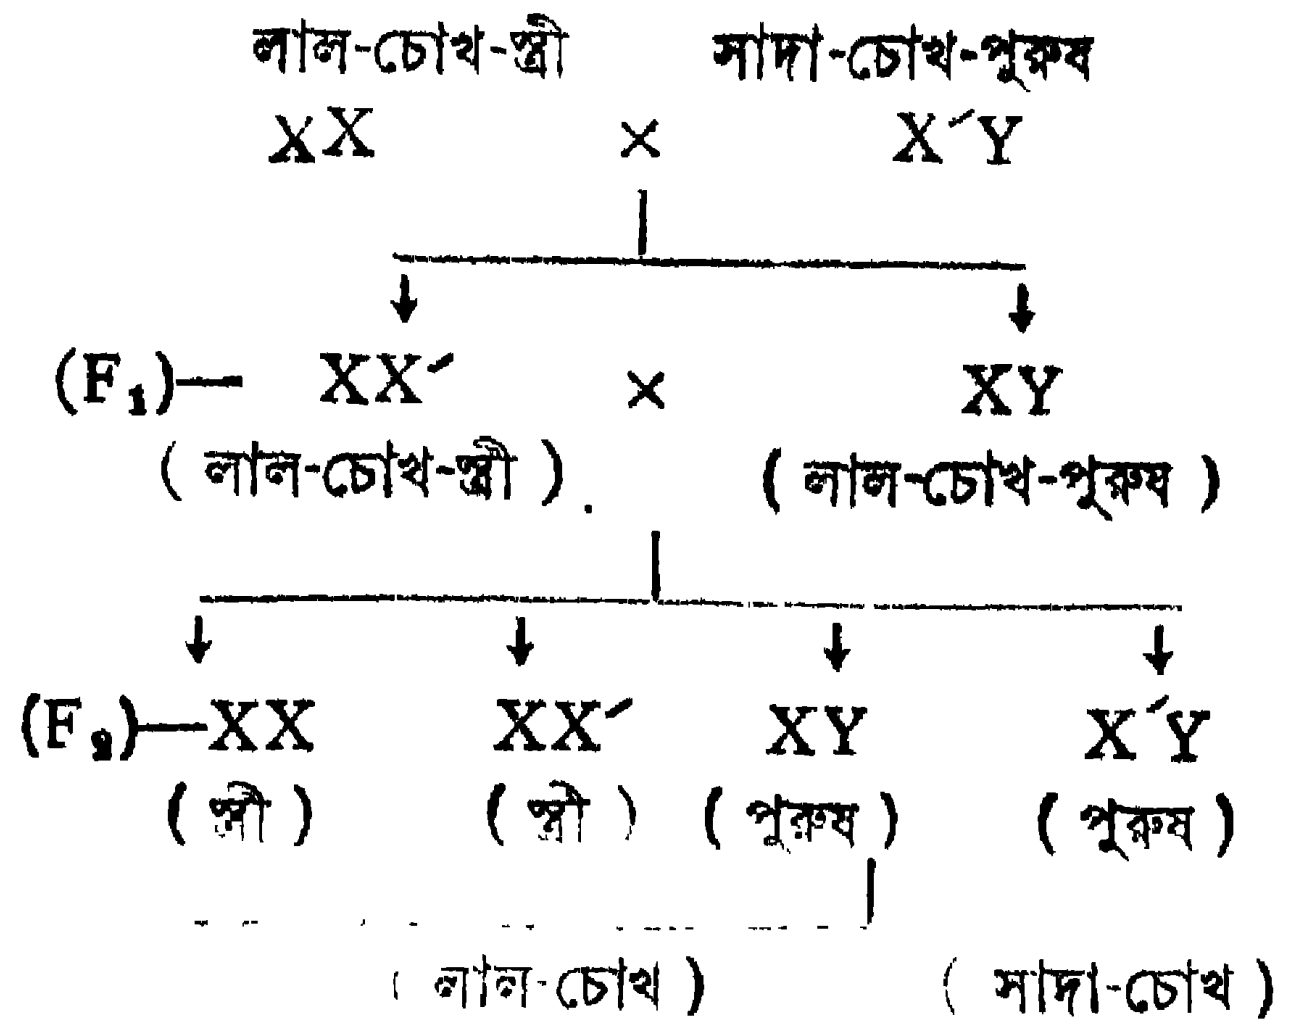 লাল-চোখ-স্ত্রী সাদা-চোখ-পুরুষ
XX × X´Y
(F₁)— XX´ × XY
( লাল-চোখ-স্ত্রী ) . ( লাল-চোখ-পুরুষ )
(F₂)— XX XX´ XY X´Y
( স্ত্রী ) ( স্ত্রী ) ( পুরুষ ) ( পুরুষ )
( লাল-চোখ ) ( সাদা-চোখ )